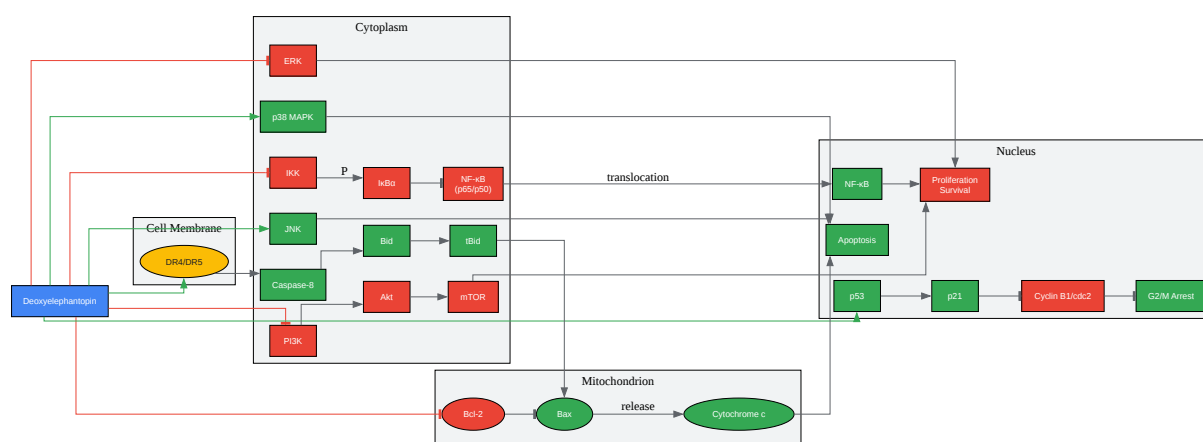 Cytoplasm
ERK
p38 MAPK
Nucleus
IKK
P
IκBα
NF-κB
(p65/p50)
translocation
NF-κB
Proliferation
Survival
JNK
Cell Membrane
Bid
tBid
Apoptosis
DR4/DR5
Caspase-8
Deoxyelephantopin
Akt
mTOR
p53
p21
Cyclin B1/cdc2
G2/M Arrest
PI3K
Mitochondrion
Bcl-2
Bax
release
Cytochrome c